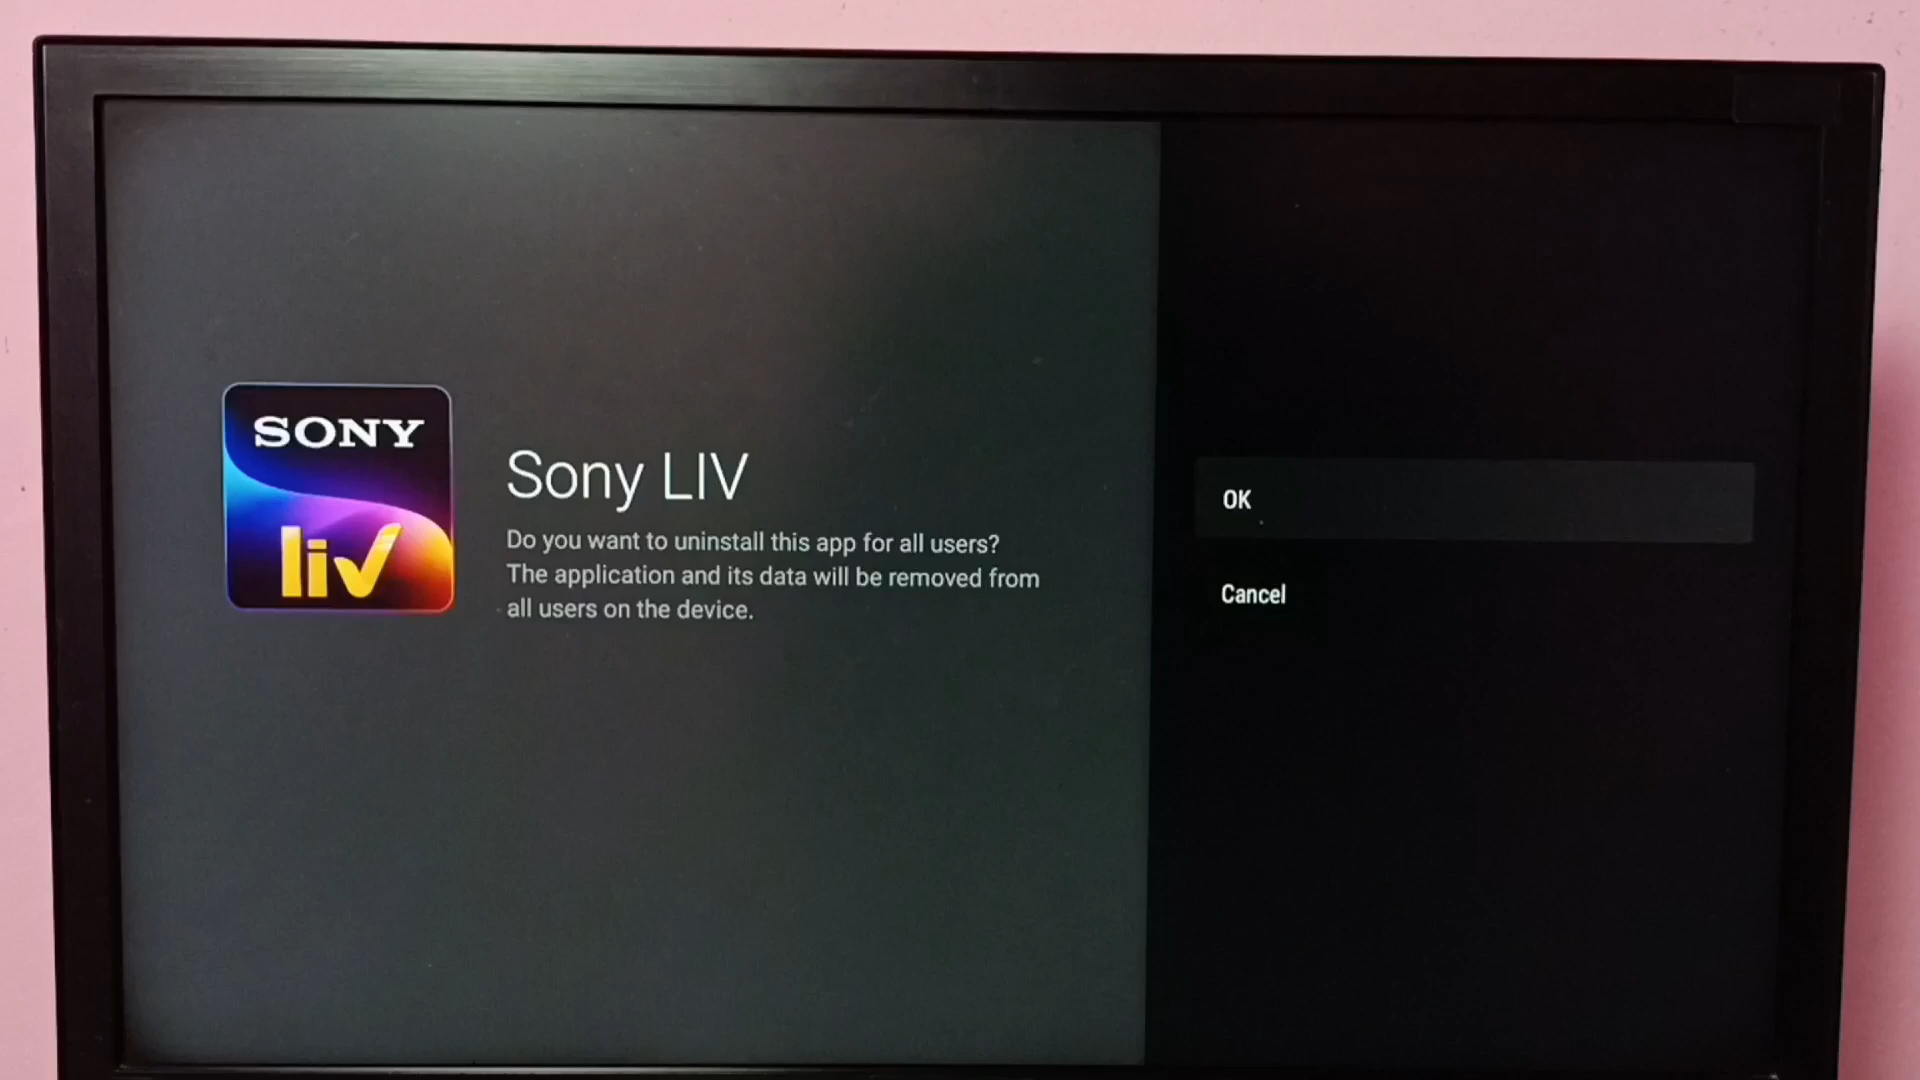 SONY
liv
Sony LIV
Do you want to uninstall this app for all users?
The application and its data will be removed from
all users on the device.
OK
Cancel